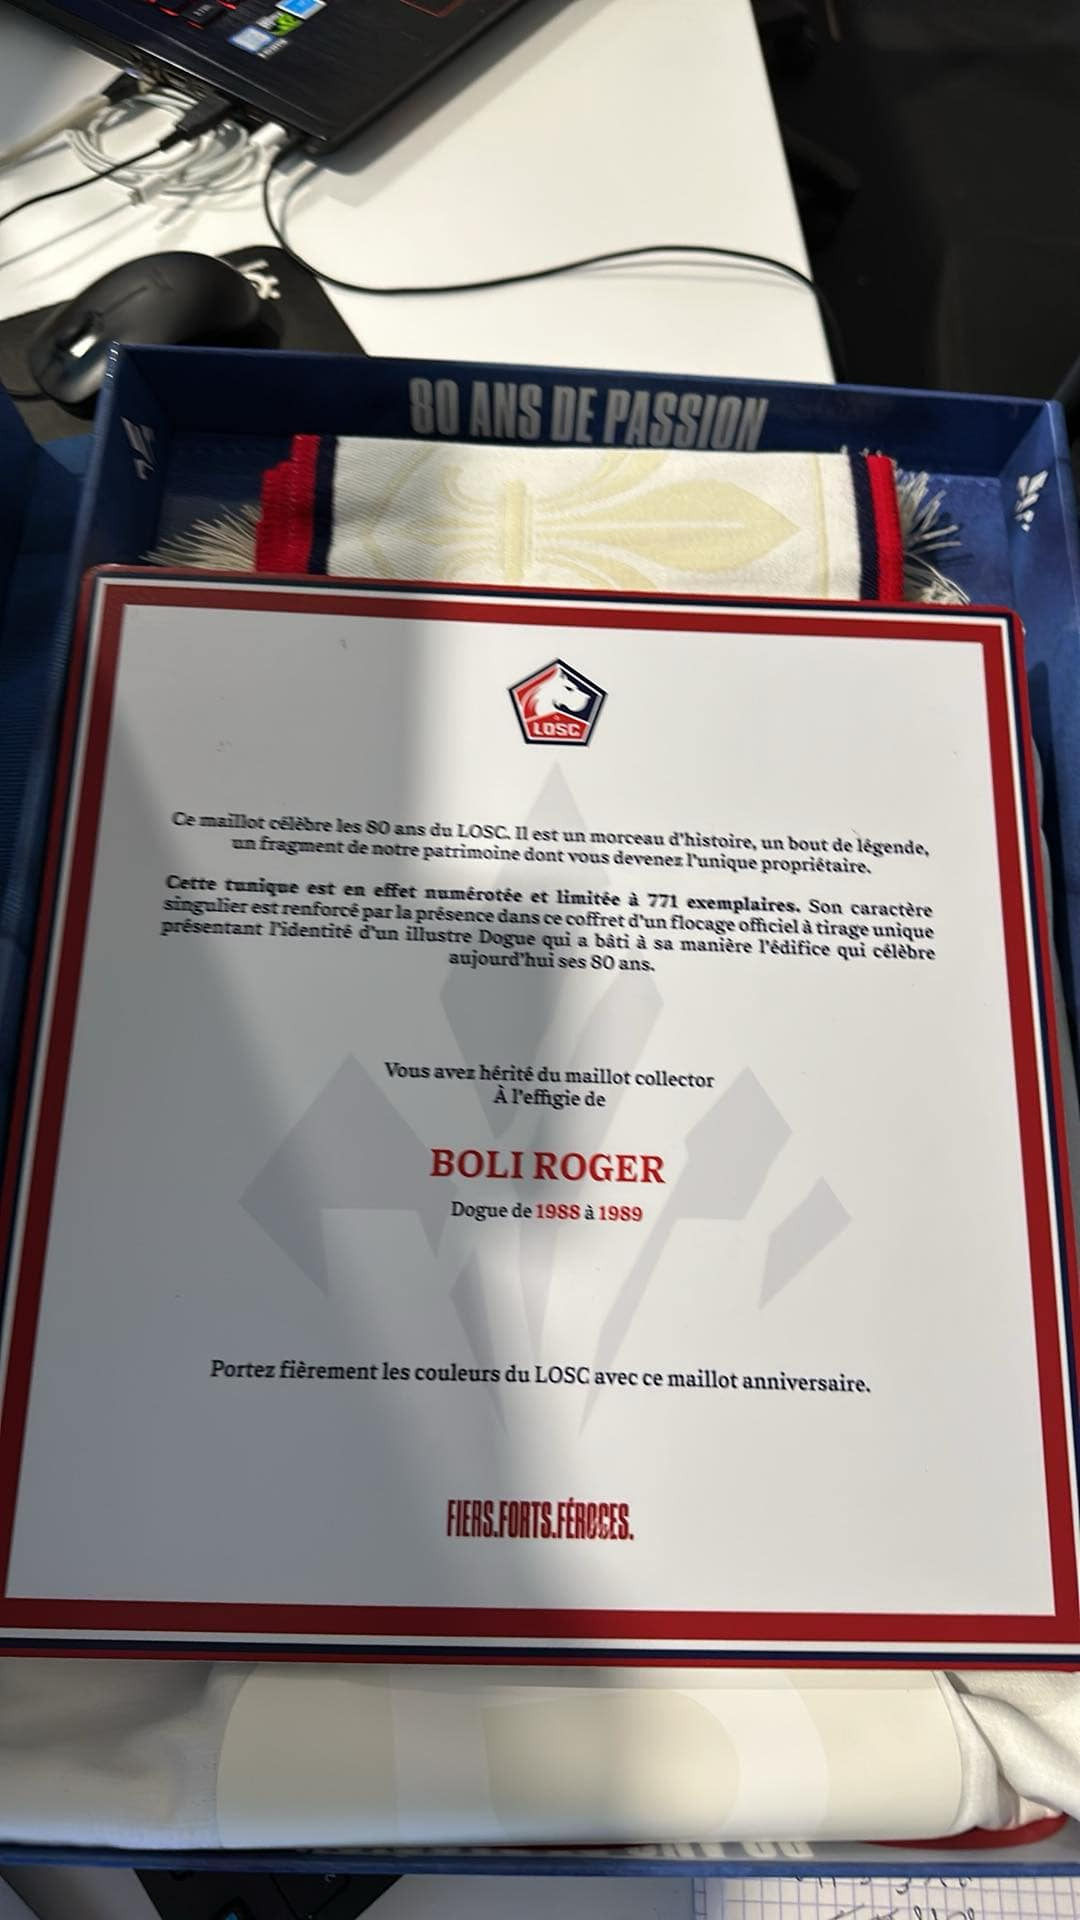 80 ANS DE PASSION
LOSC
Ce maillot célèbre les 80 ans du LOSC. Il est un morceau d'histoire, un bout de légende,
un fragment de notre patrimoine dont vous devenez l'unique propriétaire.
Cette tunique est en effet numérotée et limitée à 771 exemplaires. Son caractère
singulier est renforcé par la présence dans ce coffret d'un flocage officiel à tirage unique
présentant l'identité d'un illustre Dogue qui a bâti à sa manière l'édifice qui célèbre
aujourd'hui ses 80 ans.
Vous avez hérité du maillot collector
À l'effigie de
BOLI ROGER
Dogue de 1988 à 1989
Portez fièrement les couleurs du LOSC avec ce maillot anniversaire.
FIERS.FORTS.FÉROCES.